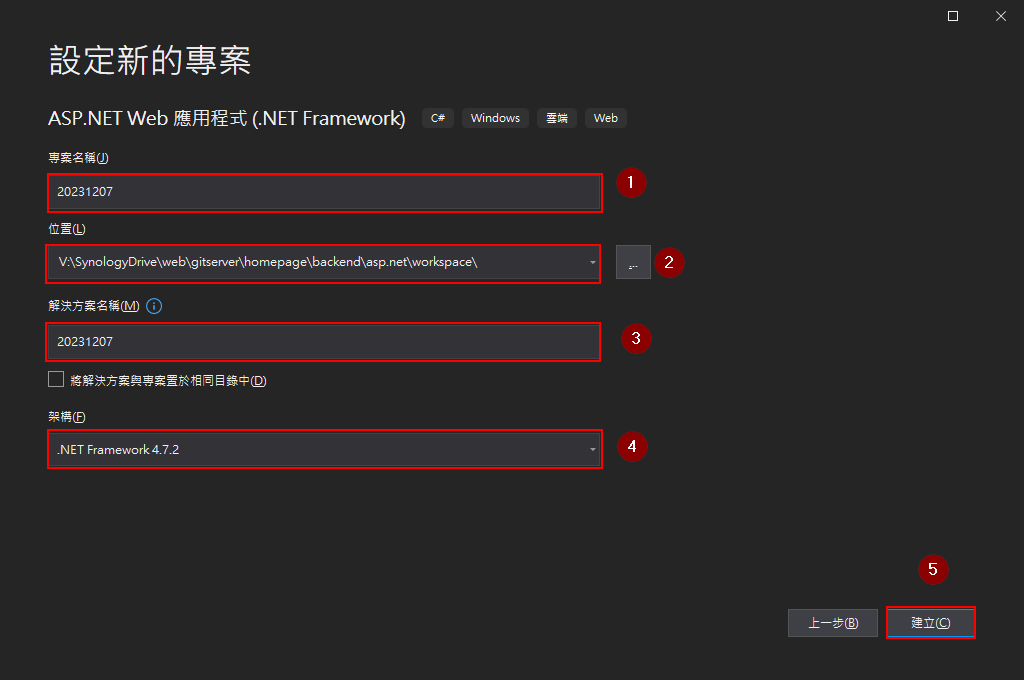 設定新的專案
ASP.NET Web 應用程式 (.NET Framework) C# Windows 雲端 Web
專案名稱(J)
20231207 1
位置(L)
V:\SynologyDrive\web\gitserver\homepage\backend\asp.net\workspace\ ... 2
解決方案名稱(M) i
20231207 3
將解決方案與專案置於相同目錄中(D)
架構(F)
.NET Framework 4.7.2 4
5
上一步(B) 建立(C)